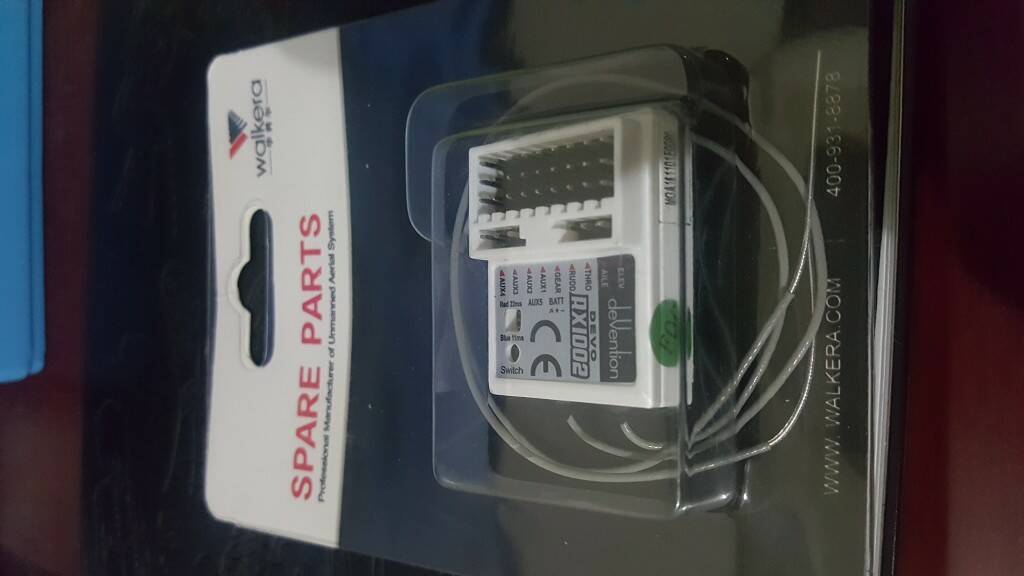 walkera
华科尔
SPARE PARTS
Professional Manufacturer of Unmanned Aerial System
deVention
DEVO
RX1002
CE
ELEV
AILE
THRO
RUDD
GEAR
AUX1
AUX2
AUX3
AUX4
BATT
AUX5
Red 22ms
Blue 11ms
Switch
WWW.WALKERA.COM
400-931-8878